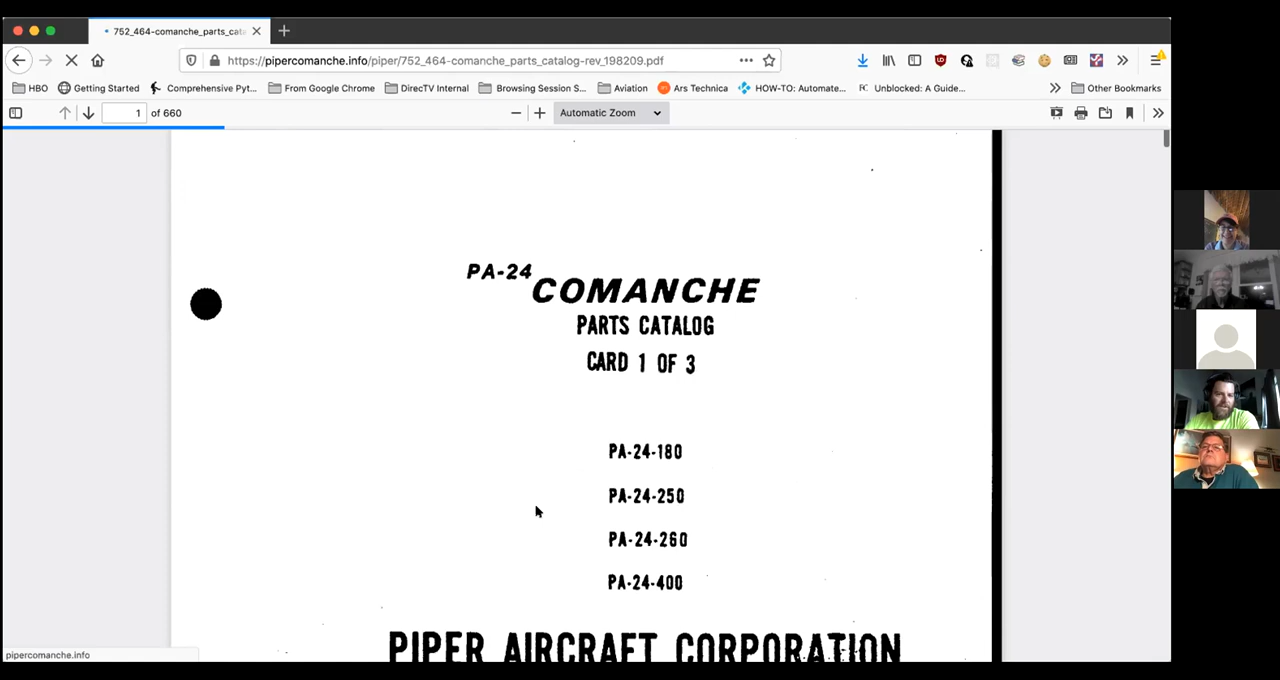 752_464-comanche_parts_cata
https://pipercomanche.info/piper/752_464-comanche_parts_catalog-rev_198209.pdf
HBO
Getting Started
Comprehensive Pyt...
From Google Chrome
DirecTV Internal
Browsing Session S...
Aviation
Ars Technica
HOW-TO: Automate...
Unblocked: A Guide...
Other Bookmarks
1 of 660
Automatic Zoom
PA-24
COMANCHE
PARTS CATALOG
CARD 1 OF 3
PA-24-180
PA-24-250
PA-24-260
PA-24-400
PIPER AIRCRAFT CORPORATION
pipercomanche.info